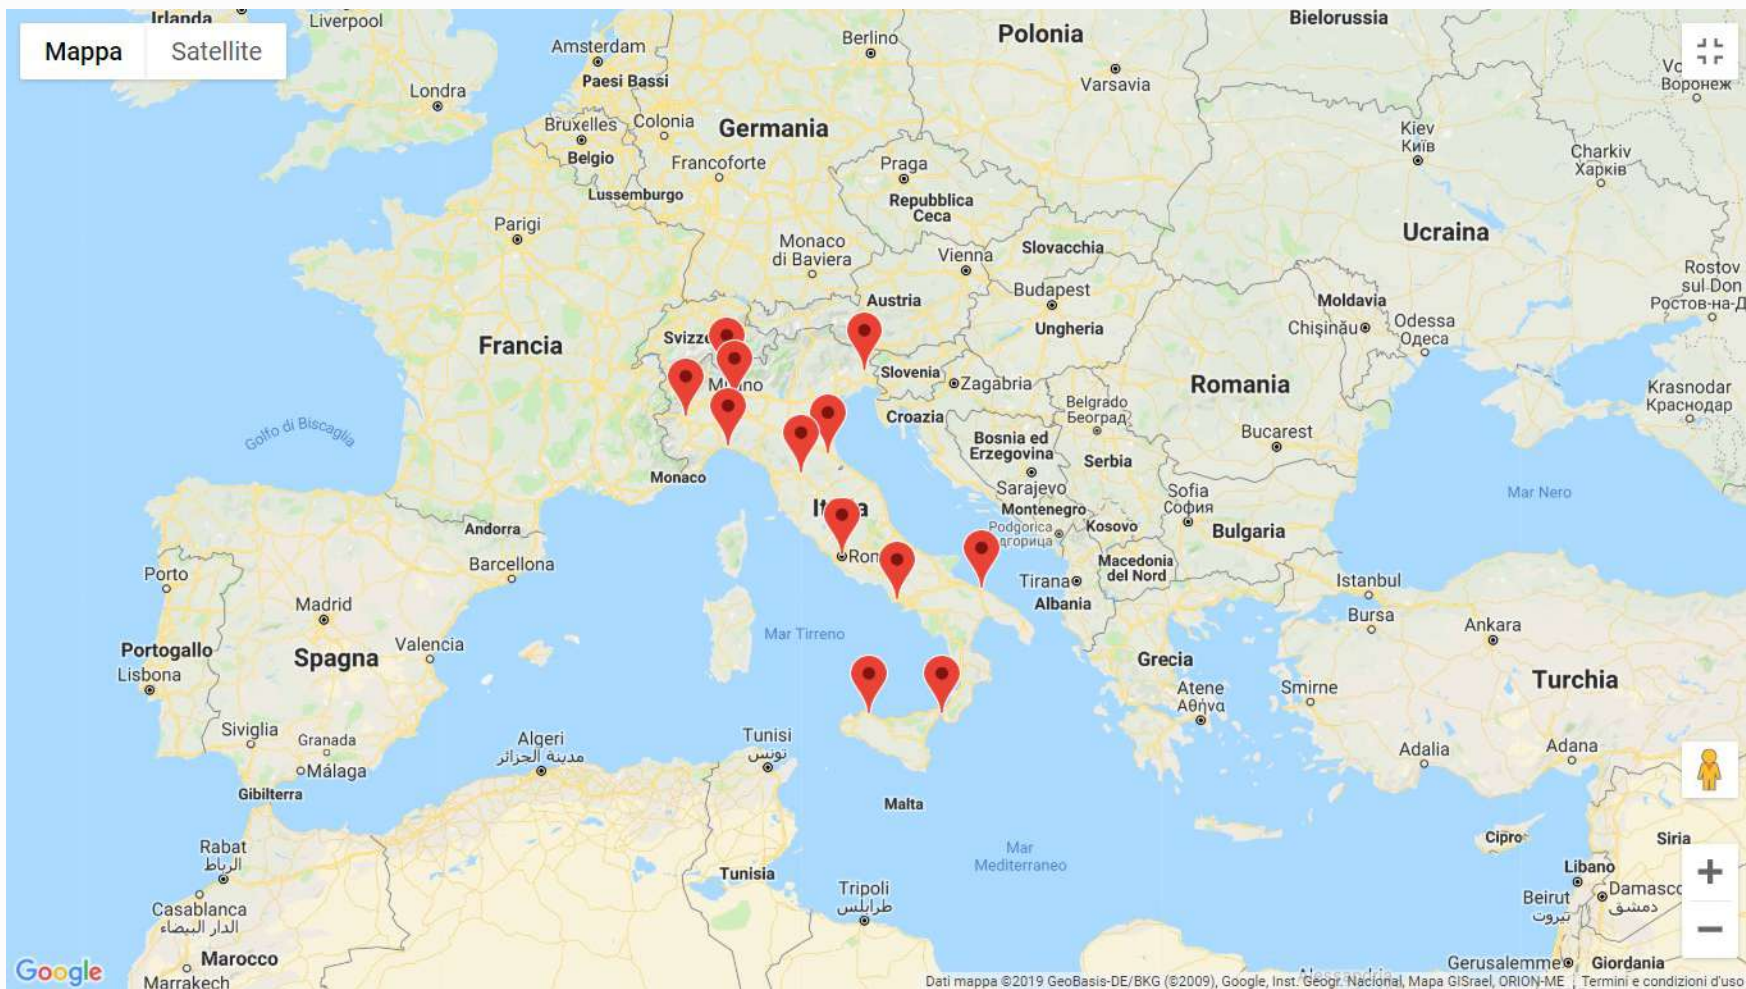 Irlanda
Liverpool
Mappa
Satellite
Amsterdam
Paesi Bassi
Berlino
Polonia
Bielorussia
Varsavia
Воронеж
Londra
Bruxelles
Colonia
Germania
Belgio
Francoforte
Lussemburgo
Praga
Repubblica
Ceca
Kiev
Київ
Charkiv
Харків
Parigi
Monaco
di Baviera
Vienna
Slovacchia
Ucraina
Budapest
Austria
Ungheria
Moldavia
Chişinău
Odessa
Одеса
Rostov
sul Don
Ростов-на-Д
Francia
Svizze
Slovenia
Zagabria
Romania
Krasnodar
Краснодар
Croazia
Belgrado
Београд
Bucarest
Golfo di Biscaglia
Bosnia ed
Erzegovina
Serbia
Monaco
Sarajevo
Sofia
София
Mar Nero
Montenegro
Podgorica
Kosovo
Bulgaria
Andorra
Barcellona
Macedonia
del Nord
Porto
Madrid
Tirana
Albania
Istanbul
Bursa
Ankara
Portogallo
Lisbona
Spagna
Valencia
Mar Tirreno
Grecia
Atene
Αθήνα
Smirne
Turchia
Siviglia
Granada
Málaga
Gibilterra
Algeri
مدينة الجزائر
Tunisi
تونس
Adalia
Adana
Malta
Rabat
الرباط
Mar
Mediterraneo
Cipro
Siria
Tunisia
Libano
Tripoli
طرابلس
Beirut
بيروت
Damasco
دمشق
Casablanca
الدار البيضاء
Marocco
Marrakech
Google
Gerusalemme
Giordania
Dati mappa ©2019 GeoBasis-DE/BKG (©2009), Google, Inst. Geogr. Nacional, Mapa GISrael, ORION-ME
Termini e condizioni d'uso